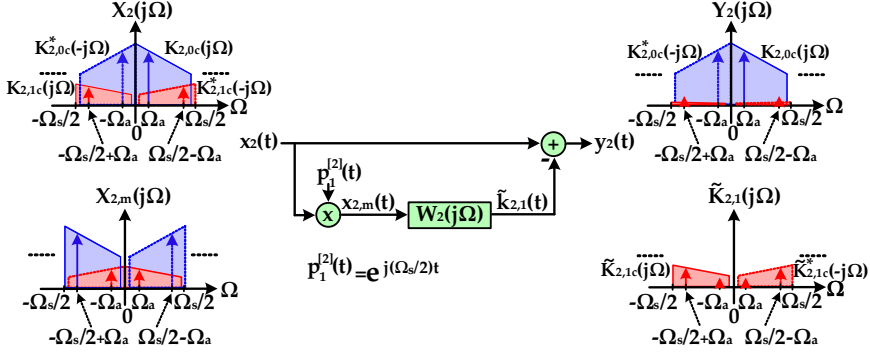 X₂(jΩ)
K*₂,₀c(-jΩ) K₂,₀c(jΩ)
..... K₂,₁c(jΩ) K*₂,₁c(-jΩ) .....
-Ωs/2 -Ωa 0 Ωa Ωs/2 Ω
-Ωs/2+Ωa Ωs/2-Ωa
X₂,m(jΩ)
..... .....
-Ωs/2 -Ωa 0 Ωa Ωs/2 Ω
-Ωs/2+Ωa Ωs/2-Ωa
x₂(t) + - y₂(t)
p₁^[2](t)
x x₂,m(t) W₂(jΩ) k̃₂,₁(t)
p₁^[2](t)=e^j(Ωs/2)t
Y₂(jΩ)
K*₂,₀c(-jΩ) K₂,₀c(jΩ)
..... .....
-Ωs/2 -Ωa 0 Ωa Ωs/2 Ω
-Ωs/2+Ωa Ωs/2-Ωa
K̃₂,₁(jΩ)
..... K̃₂,₁c(jΩ) K̃*₂,₁c(-jΩ) .....
-Ωs/2 -Ωa 0 Ωa Ωs/2 Ω
-Ωs/2+Ωa Ωs/2-Ωa